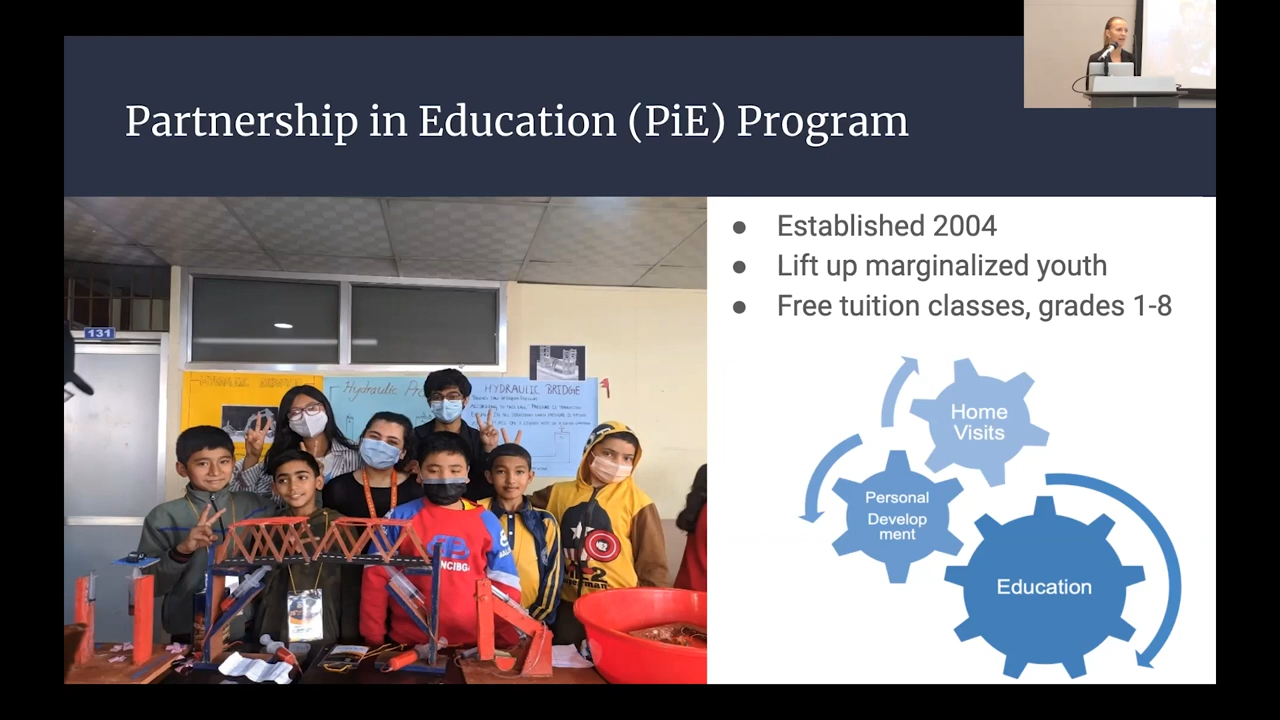 Partnership in Education (PiE) Program
● Established 2004
● Lift up marginalized youth
● Free tuition classes, grades 1-8
Home
Visits
Personal
Develop
ment
Education
131
HYDRAULIC BRIDGE
Hydraulic